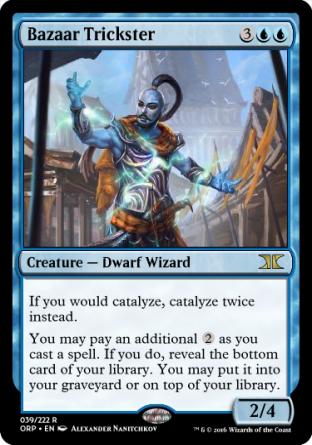 Bazaar Trickster 3
Creature — Dwarf Wizard
If you would catalyze, catalyze twice
instead.
You may pay an additional 2 as you
cast a spell. If you do, reveal the bottom
card of your library. You may put it into
your graveyard or on top of your library.
2/4
039/222 R
ORP • EN Alexander Nanitchkov
™ & © 2016 Wizards of the Coast